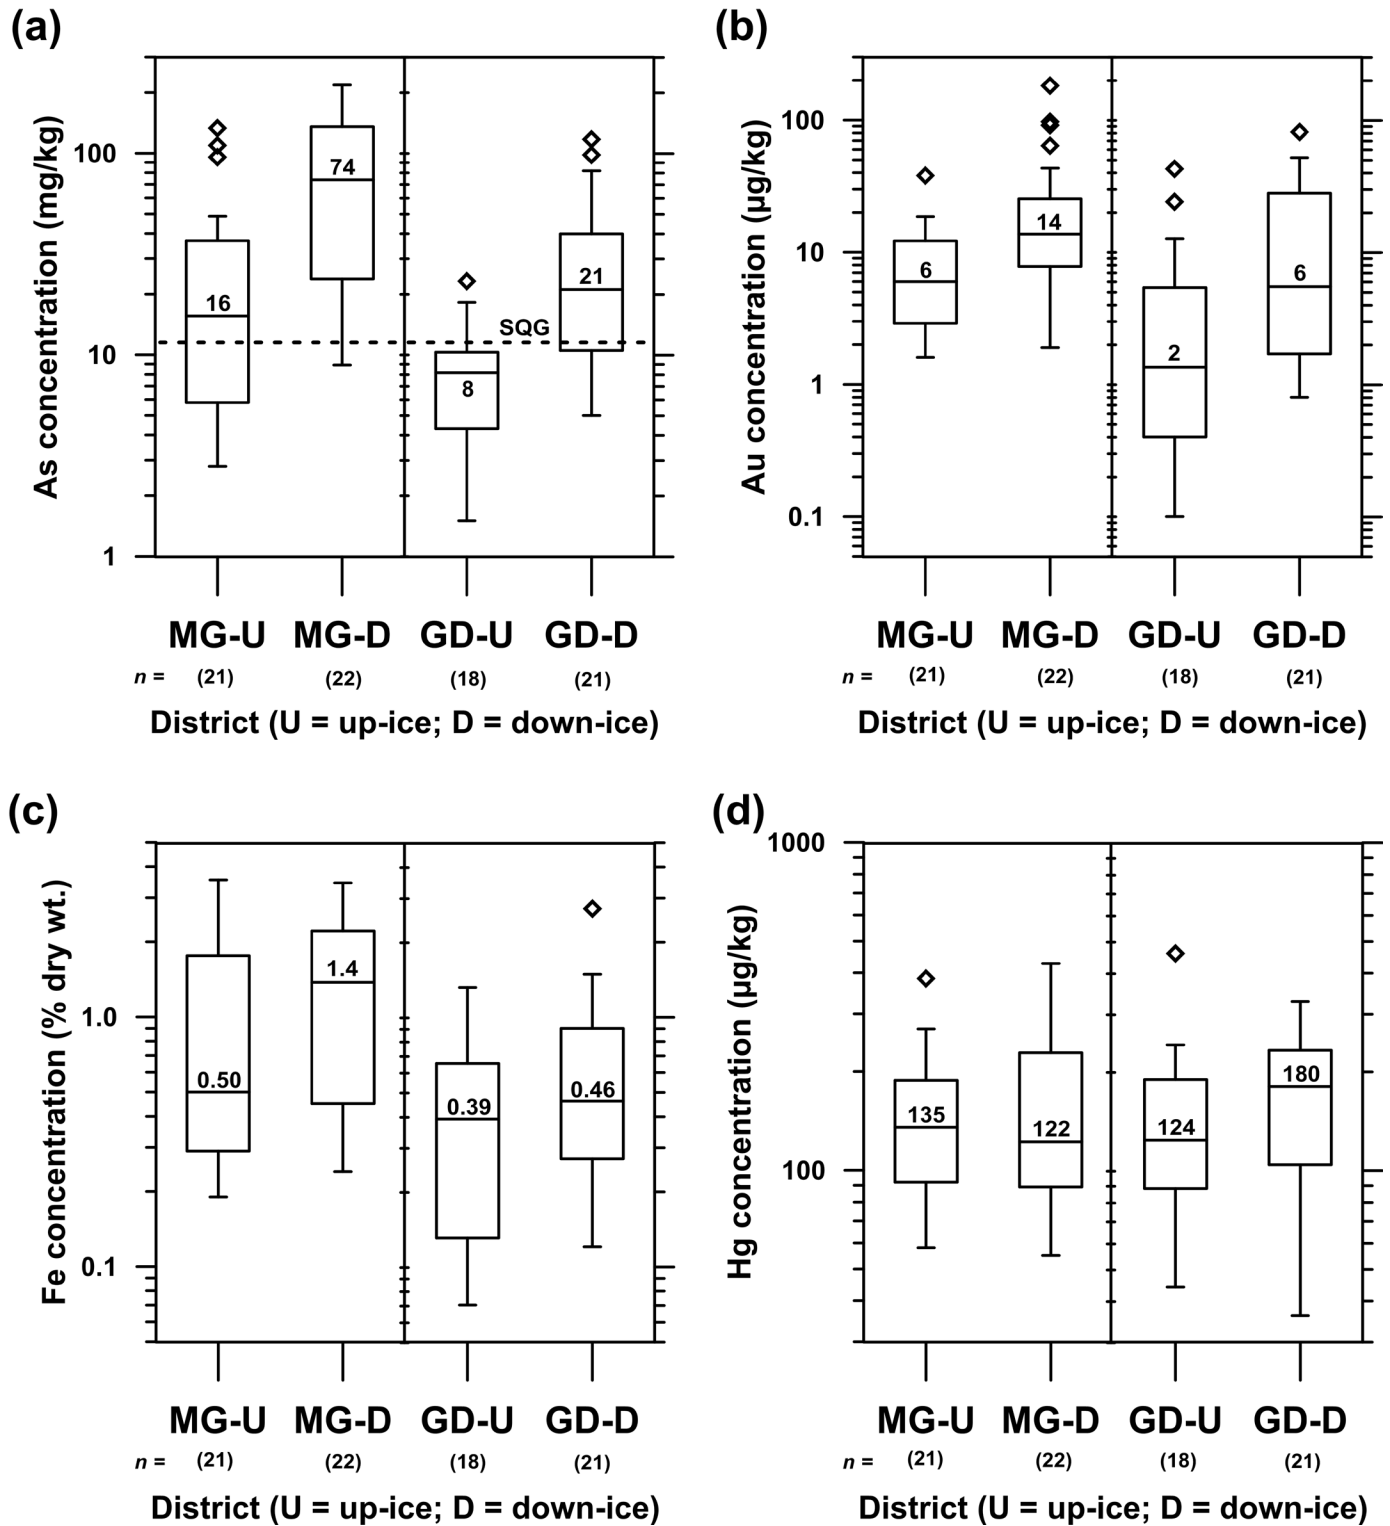 (a)
As concentration (mg/kg)
100
10
1
74
16
21
SQG
8
MG-U MG-D GD-U GD-D
n = (21) (22) (18) (21)
District (U = up-ice; D = down-ice)
(b)
Au concentration (µg/kg)
100
10
1
0.1
14
6
6
2
MG-U MG-D GD-U GD-D
n = (21) (22) (18) (21)
District (U = up-ice; D = down-ice)
(c)
Fe concentration (% dry wt.)
1.0
0.1
1.4
0.50
0.46
0.39
MG-U MG-D GD-U GD-D
n = (21) (22) (18) (21)
District (U = up-ice; D = down-ice)
(d)
Hg concentration (µg/kg)
1000
100
180
135
122
124
MG-U MG-D GD-U GD-D
n = (21) (22) (18) (21)
District (U = up-ice; D = down-ice)